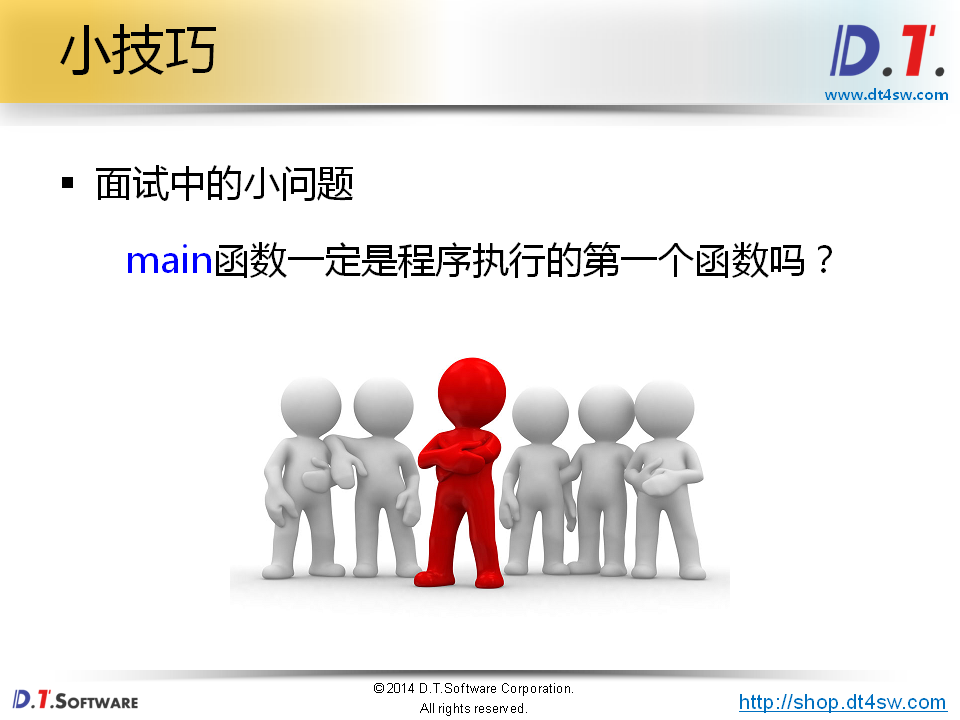 小技巧
D.T.
www.dt4sw.com
面试中的小问题
main函数一定是程序执行的第一个函数吗？
D.T.SOFTWARE
©2014 D.T.Software Corporation.
All rights reserved.
http://shop.dt4sw.com